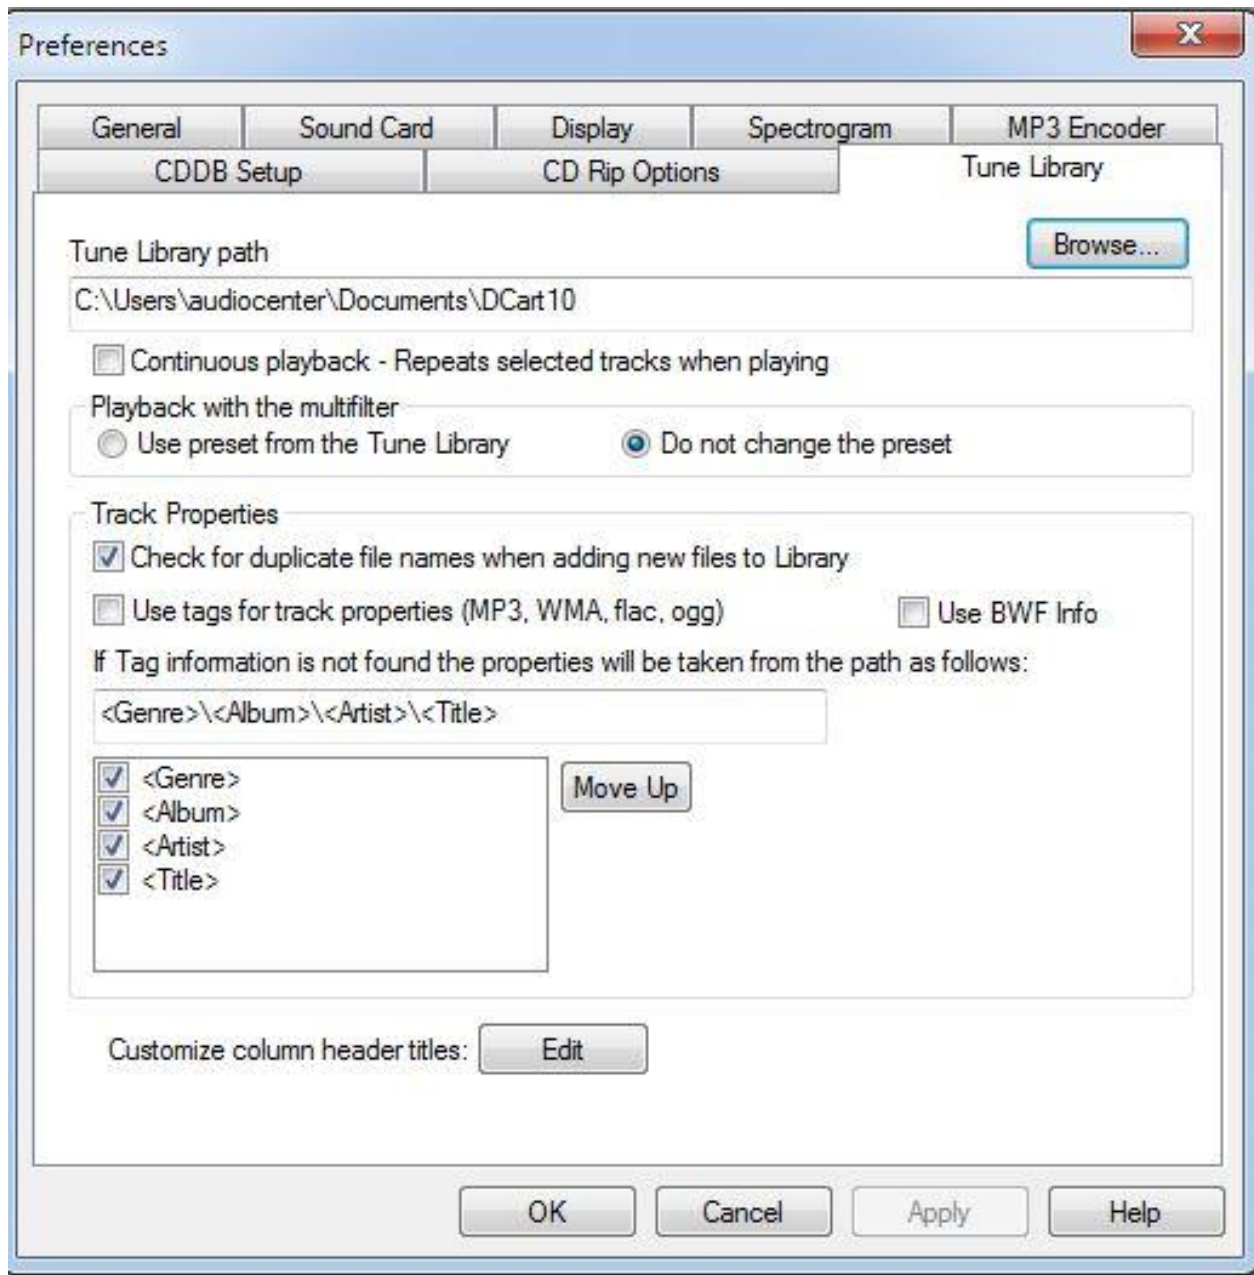 Preferences
General Sound Card Display Spectrogram MP3 Encoder
CDDB Setup CD Rip Options Tune Library
Tune Library path Browse...
C:\Users\audiocenter\Documents\DCart10
Continuous playback - Repeats selected tracks when playing
Playback with the multifilter
Use preset from the Tune Library Do not change the preset
Track Properties
Check for duplicate file names when adding new files to Library
Use tags for track properties (MP3, WMA, flac, ogg) Use BWF Info
If Tag information is not found the properties will be taken from the path as follows:
<Genre>\<Album>\<Artist>\<Title>
<Genre> Move Up
<Album>
<Artist>
<Title>
Customize column header titles: Edit
OK Cancel Apply Help